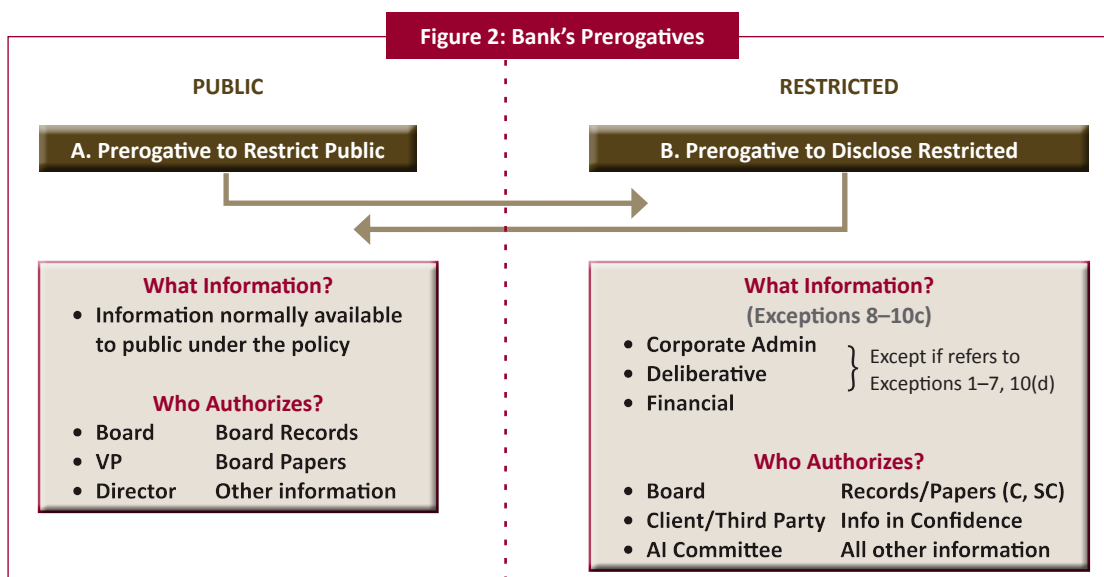 Figure 2: Bank's Prerogatives
PUBLIC
RESTRICTED
A. Prerogative to Restrict Public
B. Prerogative to Disclose Restricted
What Information?
• Information normally available
to public under the policy
Who Authorizes?
• Board Board Records
• VP Board Papers
• Director Other information
What Information?
(Exceptions 8–10c)
• Corporate Admin
• Deliberative
• Financial
Except if refers to
Exceptions 1–7, 10(d)
Who Authorizes?
• Board Records/Papers (C, SC)
• Client/Third Party Info in Confidence
• AI Committee All other information